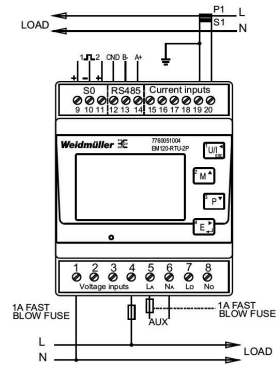 P1
L
S1
LOAD
N
1 2 GND B- A+
+ - +
S0 RS485 Current inputs
9 10 11 12 13 14 15 16 17 18 19 20
Weidmüller
7760051004
EM120-RTU-2P
U/I
ESC
M
P
E
1 2 3 4 5 6 7 8
Voltage inputs LA NA Lo No
1A FAST
BLOW FUSE
1A FAST
BLOW FUSE
AUX
L
LOAD
N